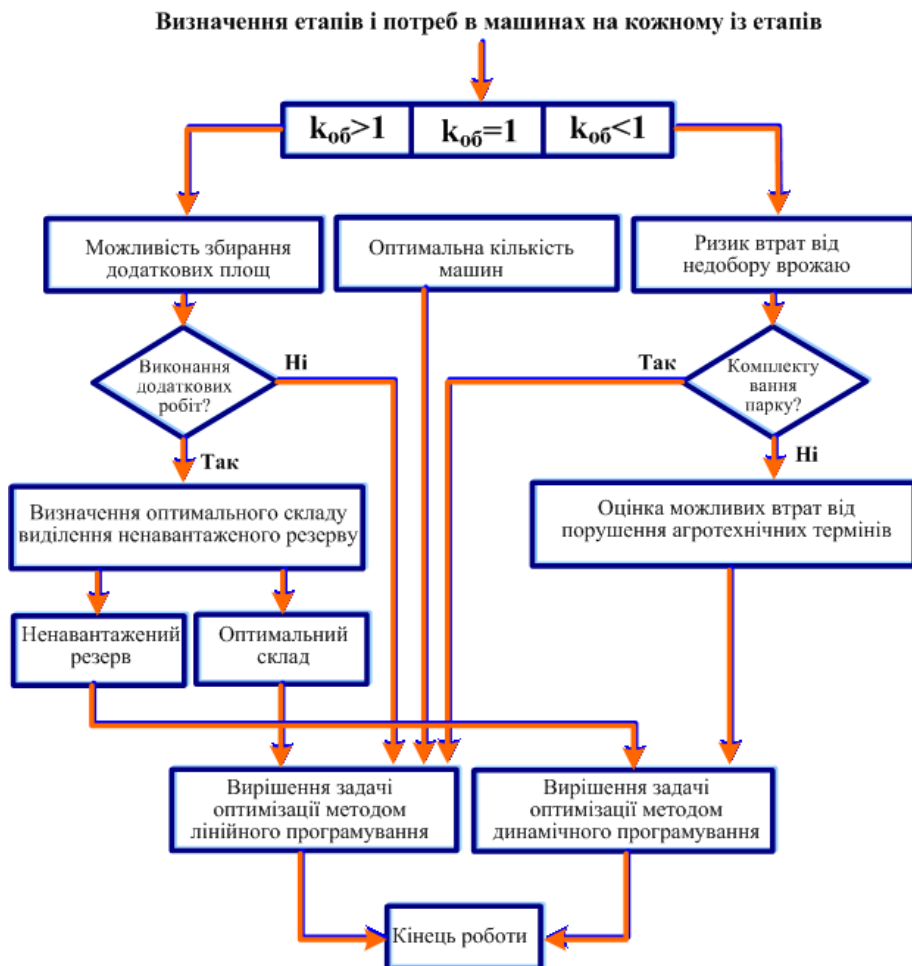 Визначення етапів і потреб в машинах на кожному із етапів
kоб>1
kоб=1
kоб<1
Можливість збирання
додаткових площ
Оптимальна кількість
машин
Ризик втрат від
недобору врожаю
Виконання
додаткових
робіт?
Ні
Так
Комплекту
вання
парку?
Так
Ні
Визначення оптимального складу
виділення ненавантаженого резерву
Оцінка можливих втрат від
порушення агротехнічних термінів
Ненавантажений
резерв
Оптимальний
склад
Вирішення задачі
оптимізації методом
лінійного програмування
Вирішення задачі
оптимізації методом
динамічного програмування
Кінець роботи